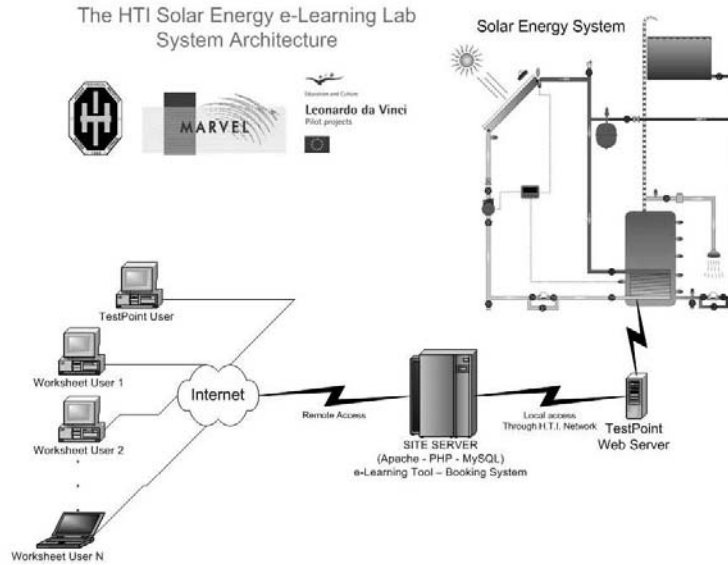 The HTI Solar Energy e-Learning Lab
System Architecture
Solar Energy System
MARVEL
Education and Culture
Leonardo da Vinci
Pilot projects
TestPoint User
Worksheet User 1
Internet
Worksheet User 2
Remote Access
Local access
Through H.T.I. Network
TestPoint
Web Server
SITE SERVER
(Apache - PHP - MySQL)
e-Learning Tool – Booking System
Worksheet User N